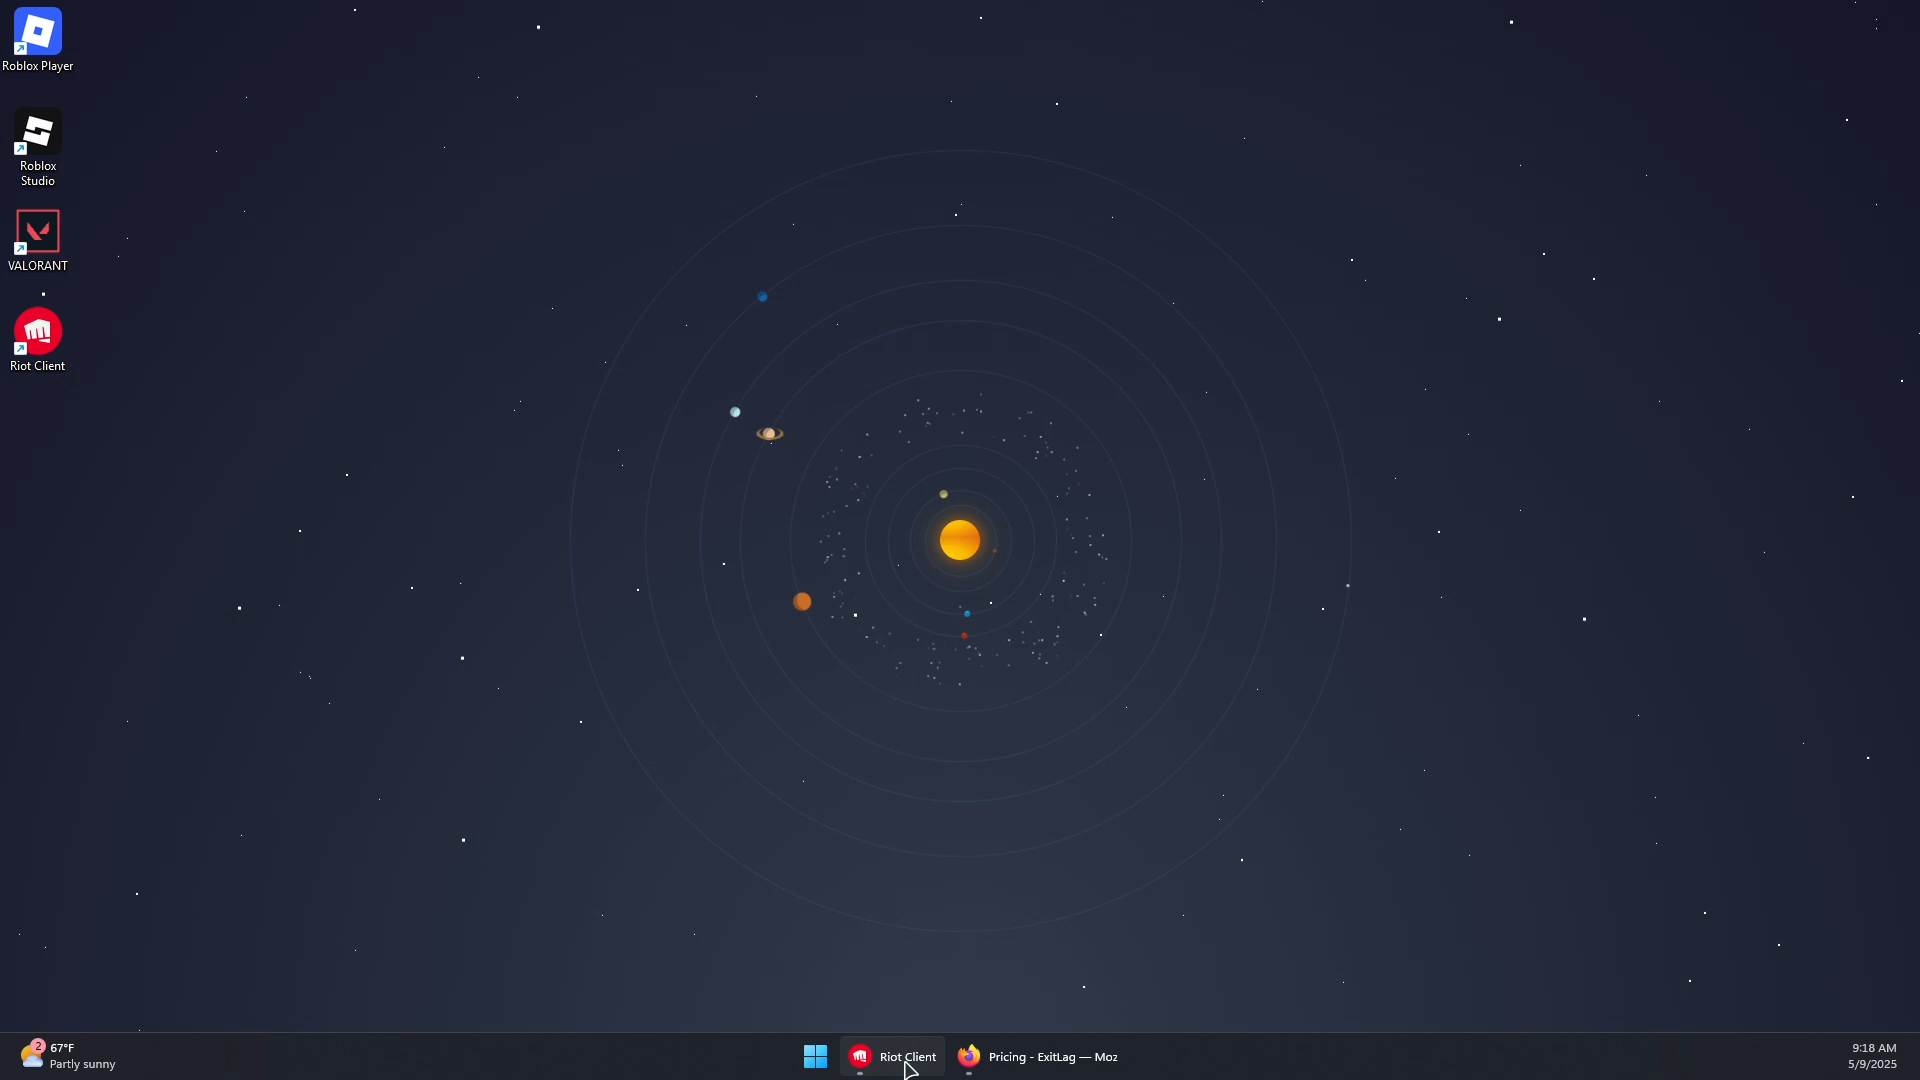 Roblox Player
Roblox
Studio
VALORANT
Riot Client
2
67°F
Partly sunny
Riot Client
Pricing - ExitLag — Moz
9:18 AM
5/9/2025